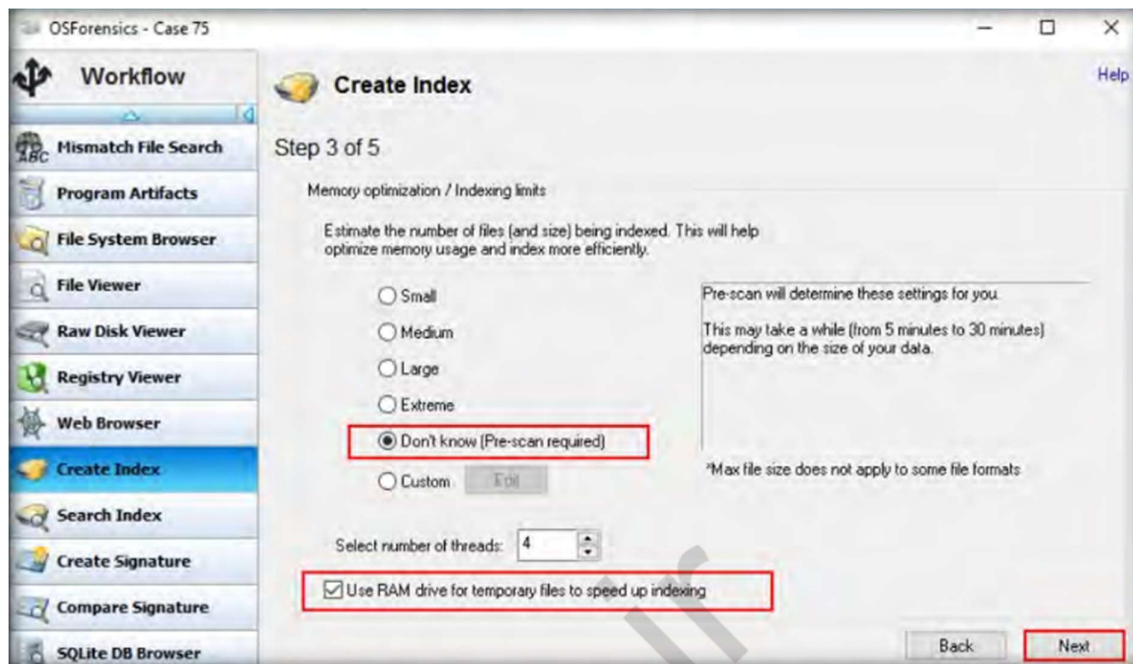 OSForensics - Case 75
Workflow
Mismatch File Search
Program Artifacts
File System Browser
File Viewer
Raw Disk Viewer
Registry Viewer
Web Browser
Create Index
Search Index
Create Signature
Compare Signature
SQLite DB Browser
Create Index
Help
Step 3 of 5
Memory optimization / Indexing limits
Estimate the number of files (and size) being indexed. This will help
optimize memory usage and index more efficiently.
Small
Medium
Large
Extreme
Don't know (Pre-scan required)
Custom Edit
Pre-scan will determine these settings for you.
This may take a while (from 5 minutes to 30 minutes)
depending on the size of your data.
*Max file size does not apply to some file formats
Select number of threads: 4
Use RAM drive for temporary files to speed up indexing
Back Next
ABC
ir